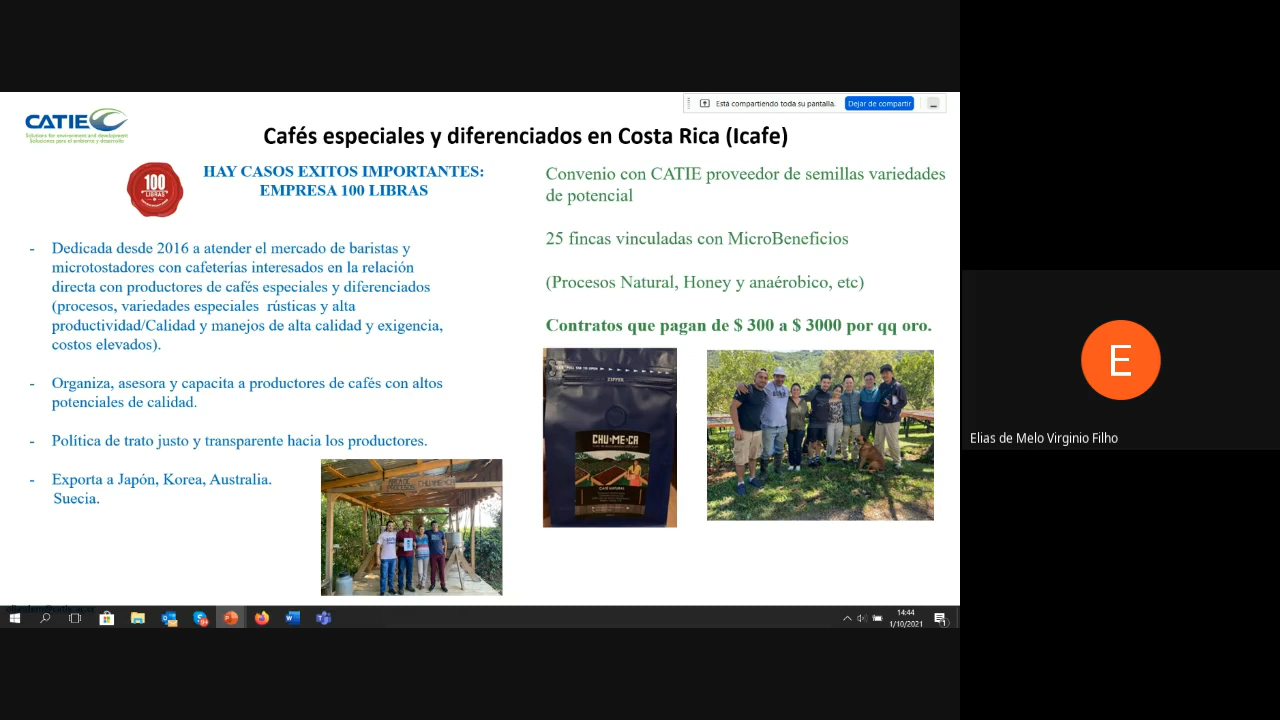 Está compartiendo toda su pantalla.
Dejar de compartir
CATIE
Solutions for environment and development
Soluciones para el ambiente y desarrollo
Cafés especiales y diferenciados en Costa Rica (Icafe)
100
LIBRAS
HAY CASOS EXITOS IMPORTANTES:
EMPRESA 100 LIBRAS
- Dedicada desde 2016 a atender el mercado de baristas y
microtostadores con cafeterías interesados en la relación
directa con productores de cafés especiales y diferenciados
(procesos, variedades especiales rústicas y alta
productividad/Calidad y manejos de alta calidad y exigencia,
costos elevados).
- Organiza, asesora y capacita a productores de cafés con altos
potenciales de calidad.
- Política de trato justo y transparente hacia los productores.
- Exporta a Japón, Korea, Australia.
Suecia.
Convenio con CATIE proveedor de semillas variedades
de potencial
25 fincas vinculadas con MicroBeneficios
(Procesos Natural, Honey y anaérobico, etc)
Contratos que pagan de $ 300 a $ 3000 por qq oro.
ZIPPER
CHU·ME·CA
CAFÉ NATURAL
E
Elias de Melo Virginio Filho
14:44
1/10/2021